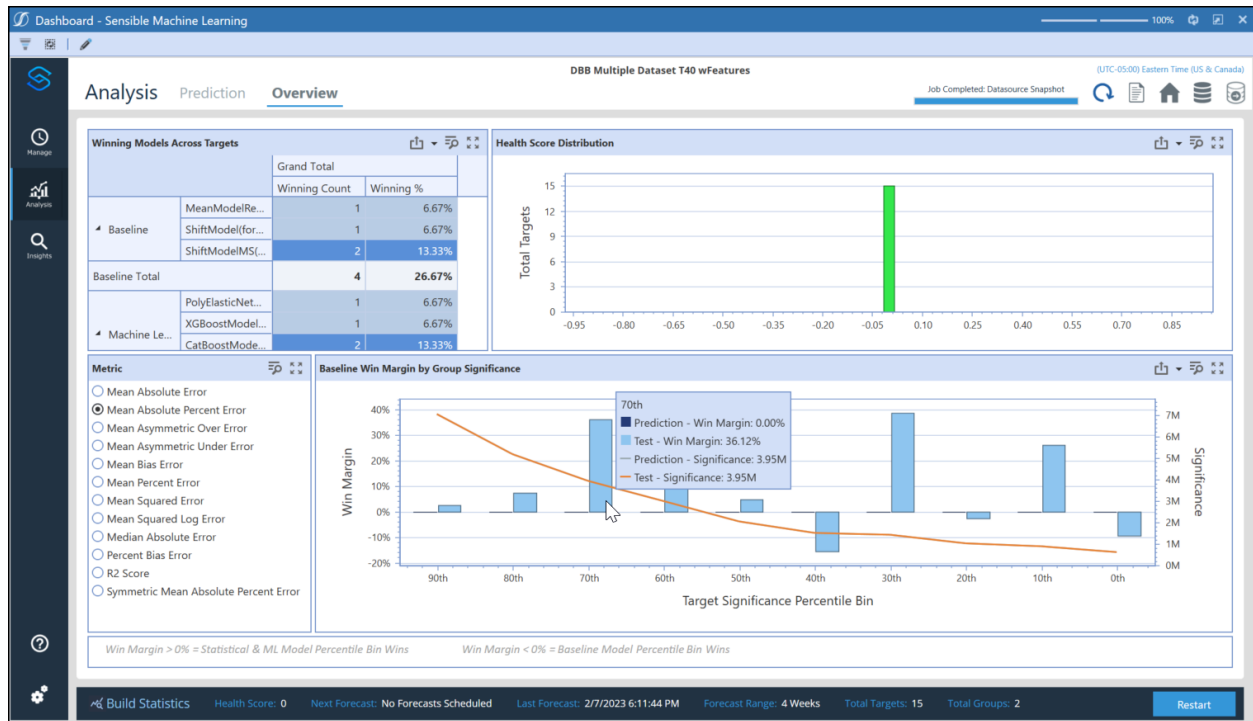 Dashboard - Sensible Machine Learning
100%
DBB Multiple Dataset T40 wFeatures
(UTC-05:00) Eastern Time (US & Canada)
Analysis
Prediction
Overview
Job Completed: Datasource Snapshot
Manage
Analysis
Insights
Winning Models Across Targets
Grand Total
Winning Count Winning %
Baseline
MeanModelRe... 1 6.67%
ShiftModel(for... 1 6.67%
ShiftModelMS(... 2 13.33%
Baseline Total 4 26.67%
Machine Le...
PolyElasticNet... 1 6.67%
XGBoostModel... 1 6.67%
CatBoostMode... 2 13.33%
Health Score Distribution
Total Targets
15
12
9
6
3
0
-0.95 -0.80 -0.65 -0.50 -0.35 -0.20 -0.05 0.10 0.25 0.40 0.55 0.70 0.85
Metric
Mean Absolute Error
Mean Absolute Percent Error
Mean Asymmetric Over Error
Mean Asymmetric Under Error
Mean Bias Error
Mean Percent Error
Mean Squared Error
Mean Squared Log Error
Median Absolute Error
Percent Bias Error
R2 Score
Symmetric Mean Absolute Percent Error
Baseline Win Margin by Group Significance
Win Margin
40%
30%
20%
10%
0%
-10%
-20%
70th
Prediction - Win Margin: 0.00%
Test - Win Margin: 36.12%
Prediction - Significance: 3.95M
Test - Significance: 3.95M
7M
6M
5M
4M
3M
2M
1M
0M
Significance
90th 80th 70th 60th 50th 40th 30th 20th 10th 0th
Target Significance Percentile Bin
Win Margin > 0% = Statistical & ML Model Percentile Bin Wins
Win Margin < 0% = Baseline Model Percentile Bin Wins
Build Statistics
Health Score: 0
Next Forecast: No Forecasts Scheduled
Last Forecast: 2/7/2023 6:11:44 PM
Forecast Range: 4 Weeks
Total Targets: 15
Total Groups: 2
Restart